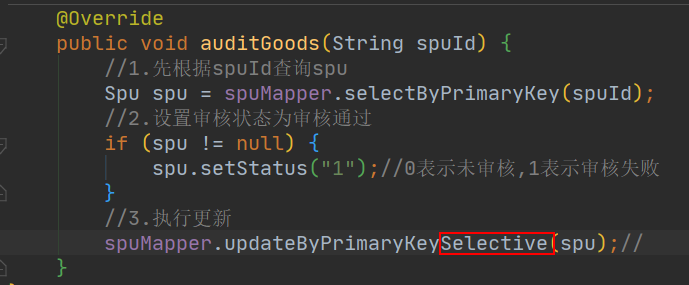 @Override
public void auditGoods(String spuId) {
//1.先根据spuId查询spu
Spu spu = spuMapper.selectByPrimaryKey(spuId);
//2.设置审核状态为审核通过
if (spu != null) {
spu.setStatus("1");//0表示未审核,1表示审核失败
}
//3.执行更新
spuMapper.updateByPrimaryKeySelective(spu);//
}